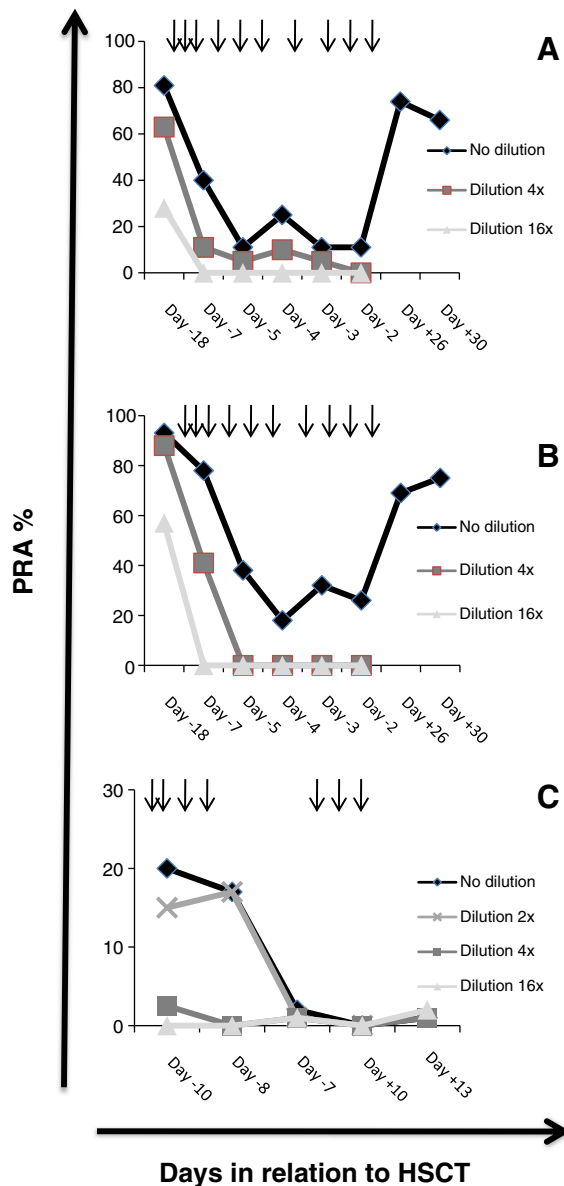 A
100
80
60
40
20
0
No dilution
Dilution 4x
Dilution 16x
Day -18
Day -7
Day -5
Day -4
Day -3
Day -2
Day +26
Day +30
B
100
80
60
40
20
0
No dilution
Dilution 4x
Dilution 16x
Day -18
Day -7
Day -5
Day -4
Day -3
Day -2
Day +26
Day +30
PRA %
C
30
20
10
0
No dilution
Dilution 2x
Dilution 4x
Dilution 16x
Day -10
Day -8
Day -7
Day +10
Day +13
Days in relation to HSCT